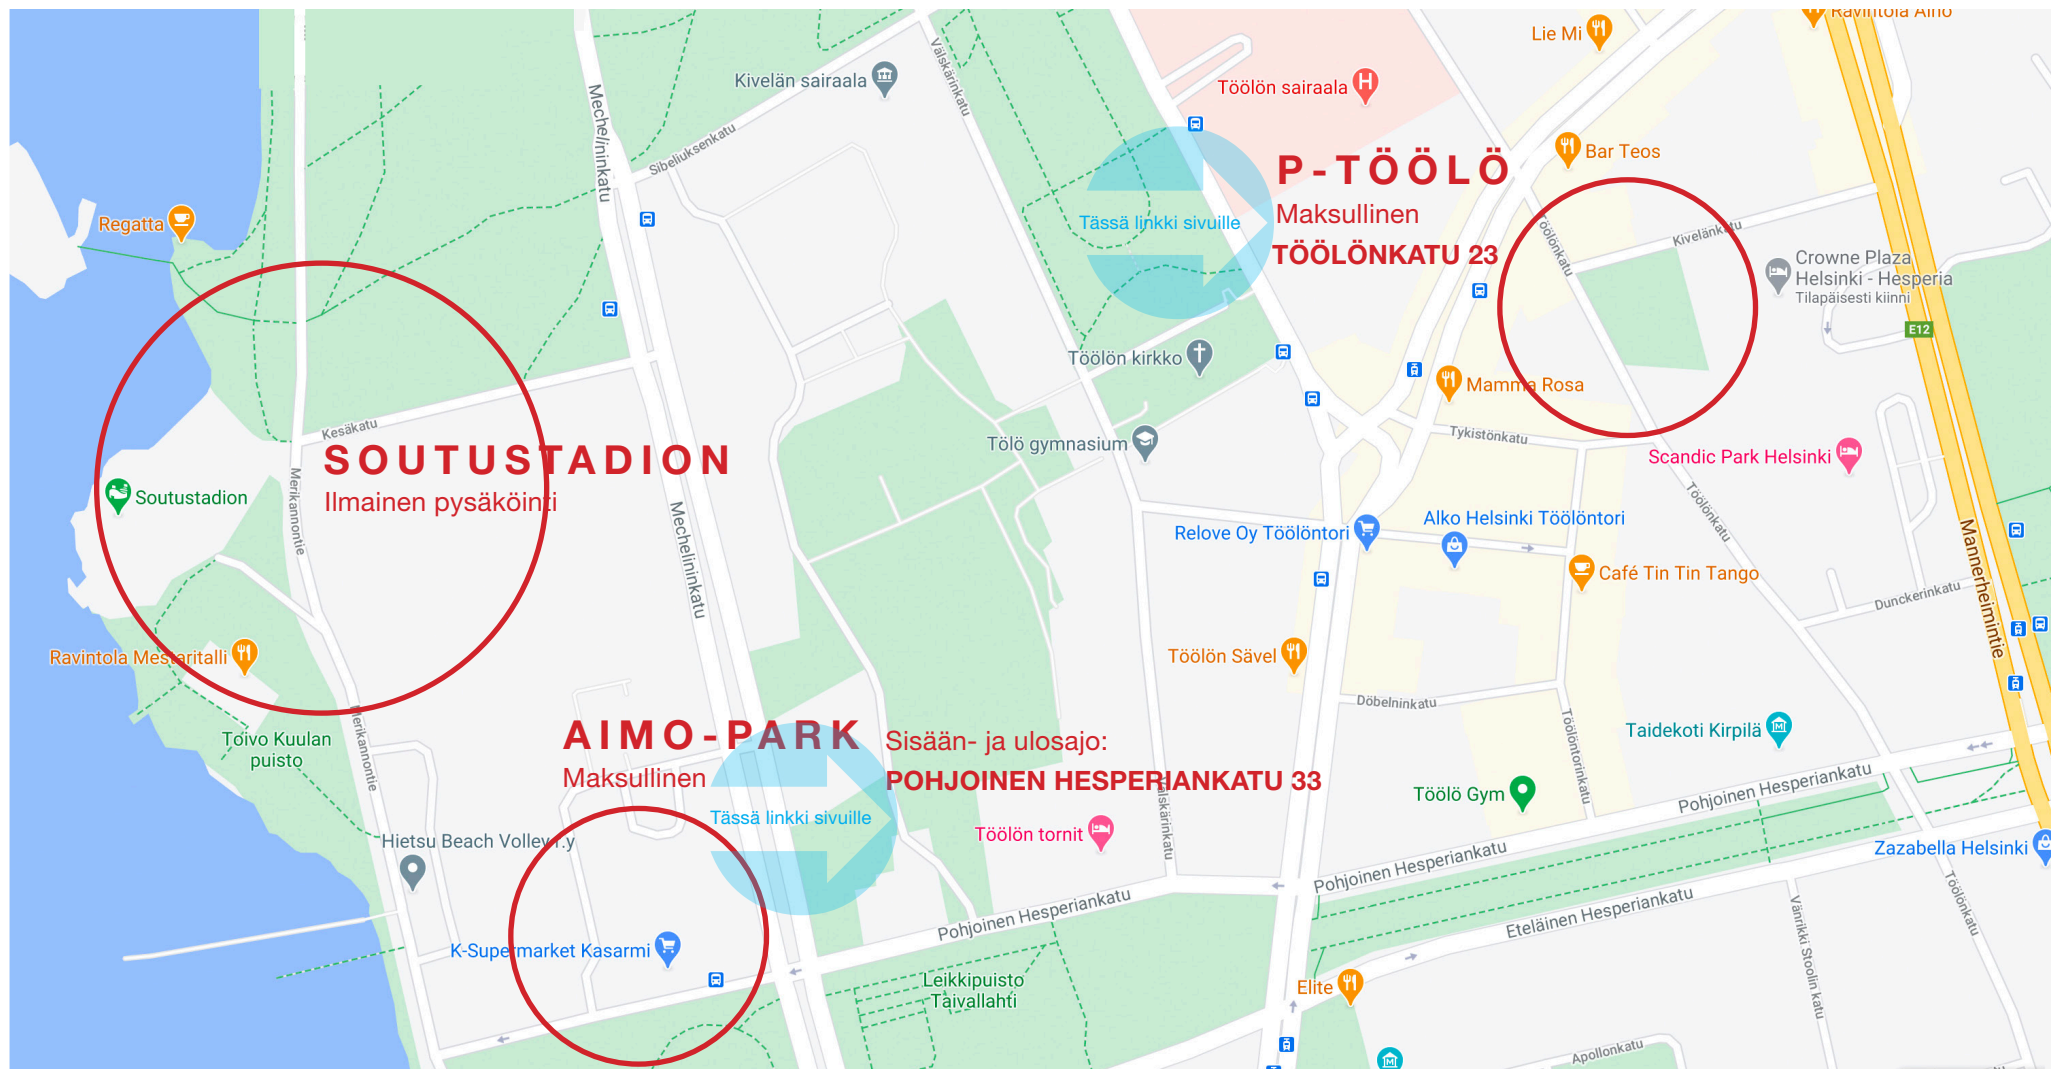 Ravintola Aino
Lie Mi
Välskärinkatu
Kivelän sairaala
Töölön sairaala
Mechelininkatu
Sibeliuksenkatu
Bar Teos
P-TÖÖLÖ
Maksullinen
TÖÖLÖNKATU 23
Tässä linkki sivuille
Regatta
Töölönkatu
Kivelänkatu
Crowne Plaza
Helsinki - Hesperia
Tilapäisesti kiinni
E12
Töölön kirkko
Mamma Rosa
Kesäkatu
Tykistönkatu
Tölö gymnasium
SOUTUSTADION
Ilmainen pysäköinti
Scandic Park Helsinki
Soutustadion
Merikannontie
Mechelininkatu
Töölönkatu
Relove Oy Töölöntori
Alko Helsinki Töölöntori
Café Tin Tin Tango
Mannerheimintie
Dunckerinkatu
Ravintola Mestaritalli
Töölön Sävel
Döbelninkatu
Merikannontie
Toivo Kuulan
puisto
AIMO-PARK
Maksullinen
Tässä linkki sivuille
Sisään- ja ulosajo:
POHJOINEN HESPERIANKATU 33
Töölöntorinkatu
Taidekoti Kirpilä
Välskärinkatu
Töölö Gym
Pohjoinen Hesperiankatu
Töölön tornit
Hietsu Beach Volley r.y
Zazabella Helsinki
Pohjoinen Hesperiankatu
Pohjoinen Hesperiankatu
Eteläinen Hesperiankatu
Töölönkatu
Vänrikki Stoolin katu
K-Supermarket Kasarmi
Leikkipuisto
Taivallahti
Elite
Apollonkatu